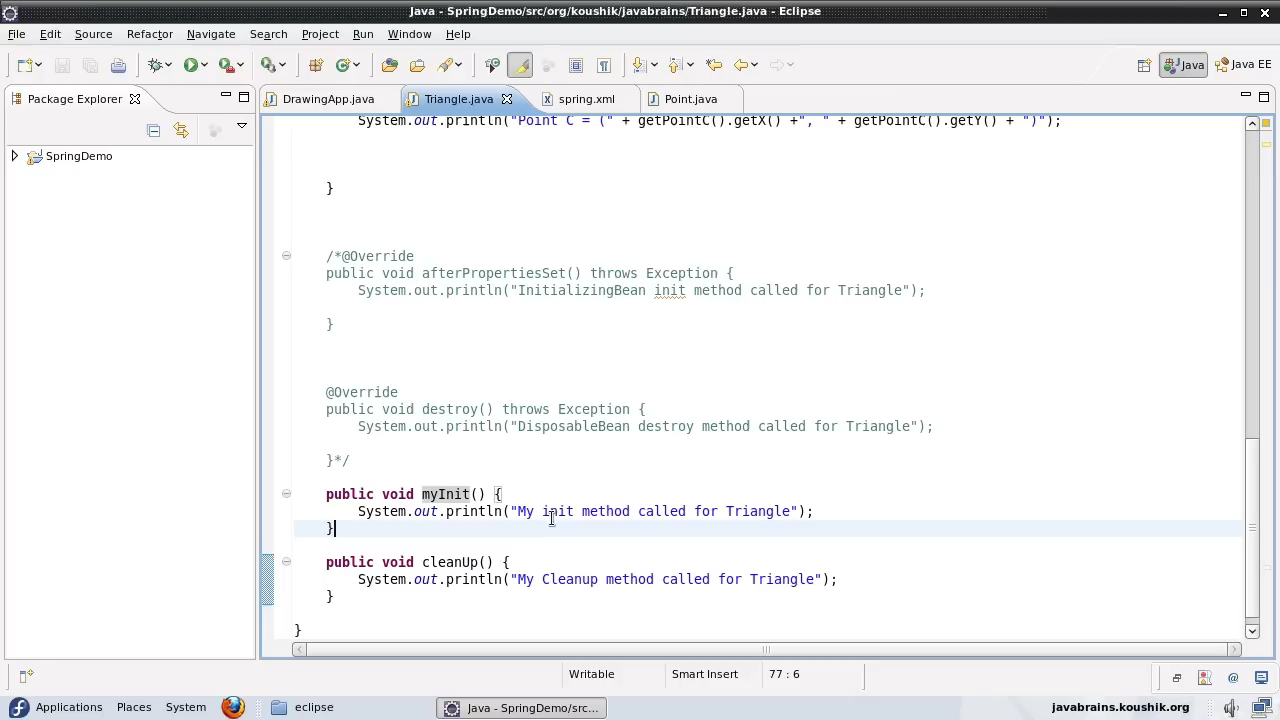 Java - SpringDemo/src/org/koushik/javabrains/Triangle.java - Eclipse
File Edit Source Refactor Navigate Search Project Run Window Help
Java Java EE
Package Explorer DrawingApp.java Triangle.java spring.xml Point.java
SpringDemo
System.out.println("Point C = (" + getPointC().getX() +", " + getPointC().getY() + ")");
}
/*@Override
public void afterPropertiesSet() throws Exception {
System.out.println("InitializingBean init method called for Triangle");
}
@Override
public void destroy() throws Exception {
System.out.println("DisposableBean destroy method called for Triangle");
}*/
public void myInit() {
System.out.println("My init method called for Triangle");
}
public void cleanUp() {
System.out.println("My Cleanup method called for Triangle");
}
}
Writable Smart Insert 77 : 6
Applications Places System eclipse Java - SpringDemo/src... javabrains.koushik.org